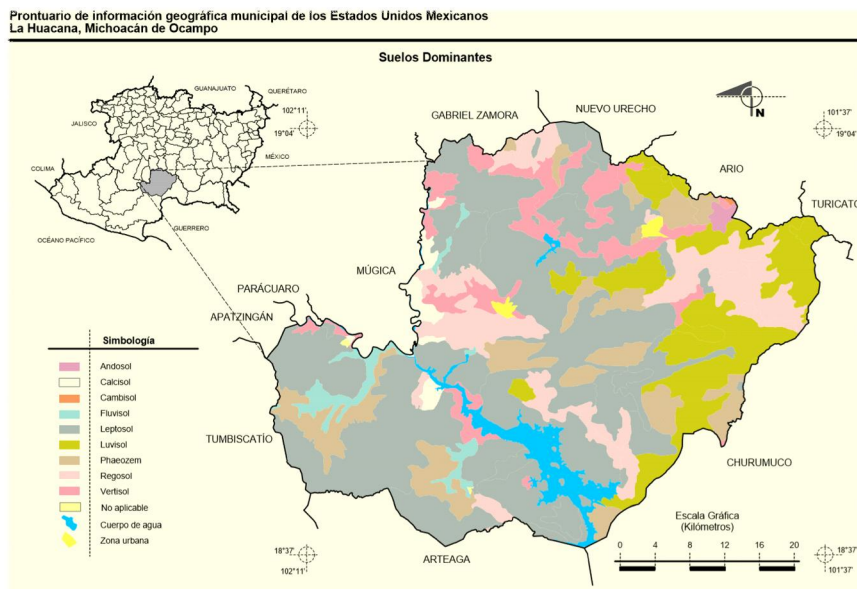 Prontuario de información geográfica municipal de los Estados Unidos Mexicanos
La Huacana, Michoacán de Ocampo
Suelos Dominantes
GUANAJUATO
QUERÉTARO
JALISCO
COLIMA
MÉXICO
GUERRERO
OCÉANO PACÍFICO
102°11'
19°04'
GABRIEL ZAMORA
NUEVO URECHO
N
101°37'
19°04'
ARIO
TURICATO
MÚGICA
PARÁCUARO
APATZINGÁN
TUMBISCATÍO
ARTEAGA
CHURUMUCO
Simbología
Andosol
Calcisol
Cambisol
Fluvisol
Leptosol
Luvisol
Phaeozem
Regosol
Vertisol
No aplicable
Cuerpo de agua
Zona urbana
Escala Gráfica
(Kilómetros)
0 4 8 12 16 20
18°37'
102°11'
18°37'
101°37'